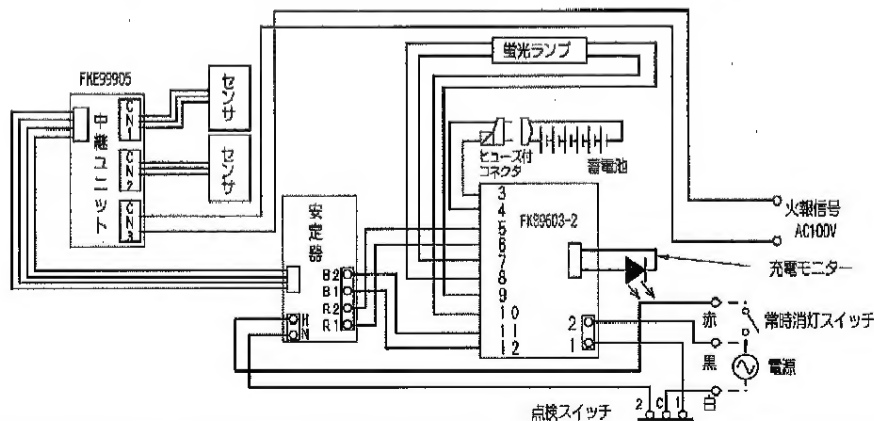 蛍光ランプ
FKE99905
中継ユニット
CN1
CN2
CN3
センサ
センサ
ヒューズ付
コネクタ
蓄電池
安定器
B2
B1
R2
R1
H
N
FK89603-2
3
4
5
6
7
8
9
10
11
12
2
1
火報信号
AC100V
充電モニター
赤
常時消灯スイッチ
黒
電源
白
点検スイッチ
2 C 1